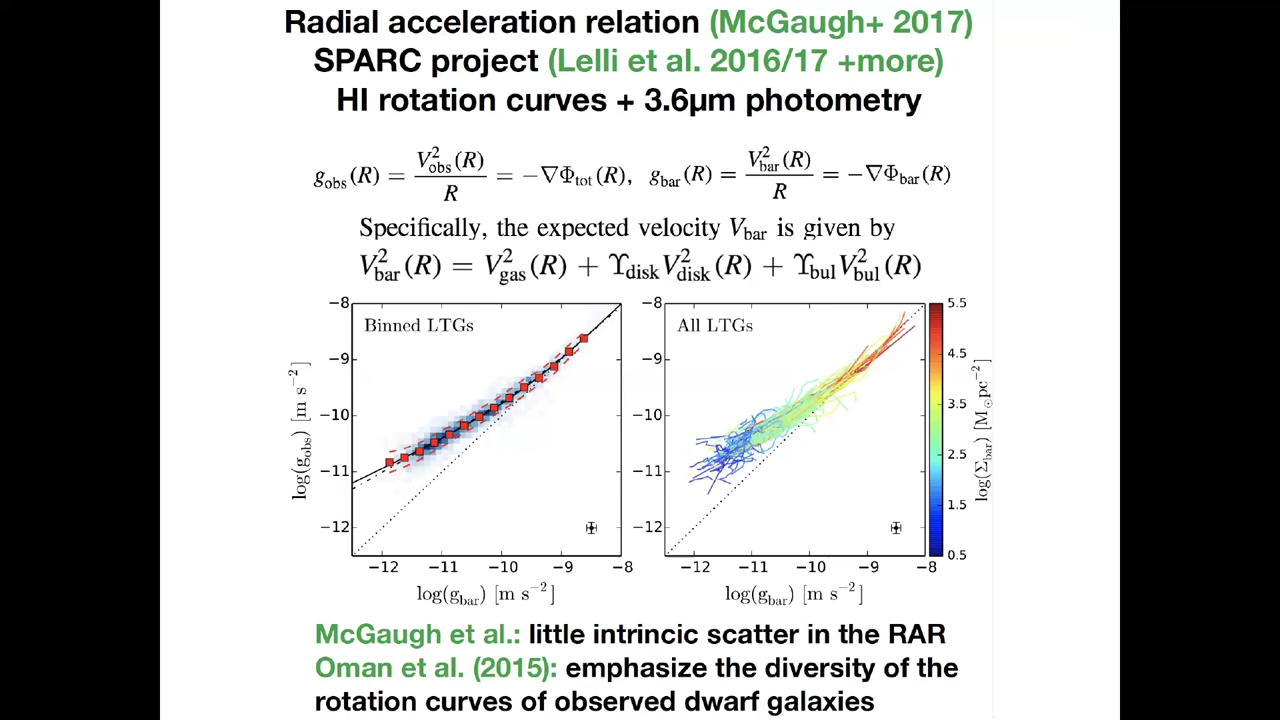 Radial acceleration relation (McGaugh+ 2017)
SPARC project (Lelli et al. 2016/17 +more)
HI rotation curves + 3.6μm photometry
g_obs(R) = V²_obs(R) / R = −∇Φ_tot(R), g_bar(R) = V²_bar(R) / R = −∇Φ_bar(R)
Specifically, the expected velocity V_bar is given by
V²_bar(R) = V²_gas(R) + ϒ_disk V²_disk(R) + ϒ_bul V²_bul(R)
Binned LTGs
−8
−9
−10
−11
−12
log(g_obs) [m s⁻²]
−12 −11 −10 −9 −8
log(g_bar) [m s⁻²]
All LTGs
−8
−9
−10
−11
−12
−12 −11 −10 −9 −8
log(g_bar) [m s⁻²]
5.5
4.5
3.5
2.5
1.5
0.5
log(Σ_bar) [M_⊙pc⁻²]
McGaugh et al.: little intrincic scatter in the RAR
Oman et al. (2015): emphasize the diversity of the
rotation curves of observed dwarf galaxies